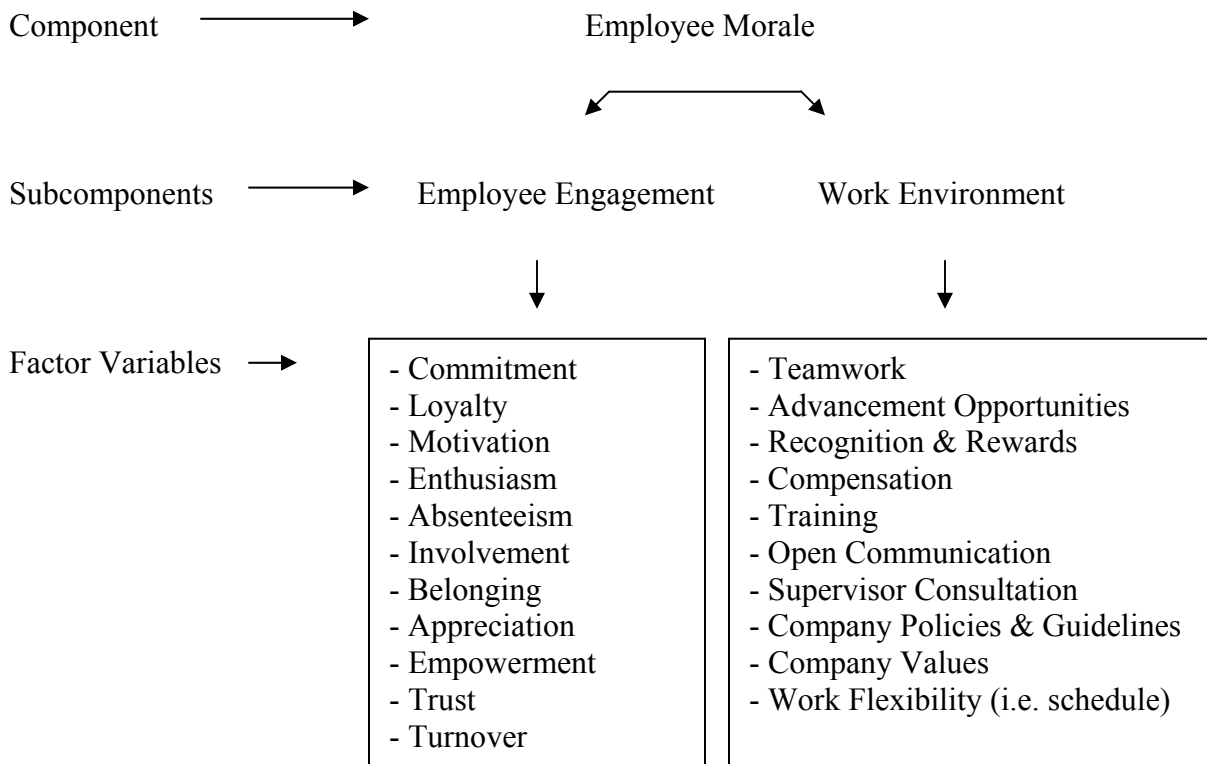 Component Employee Morale
Subcomponents Employee Engagement Work Environment
Factor Variables
- Commitment
- Loyalty
- Motivation
- Enthusiasm
- Absenteeism
- Involvement
- Belonging
- Appreciation
- Empowerment
- Trust
- Turnover
- Teamwork
- Advancement Opportunities
- Recognition & Rewards
- Compensation
- Training
- Open Communication
- Supervisor Consultation
- Company Policies & Guidelines
- Company Values
- Work Flexibility (i.e. schedule)